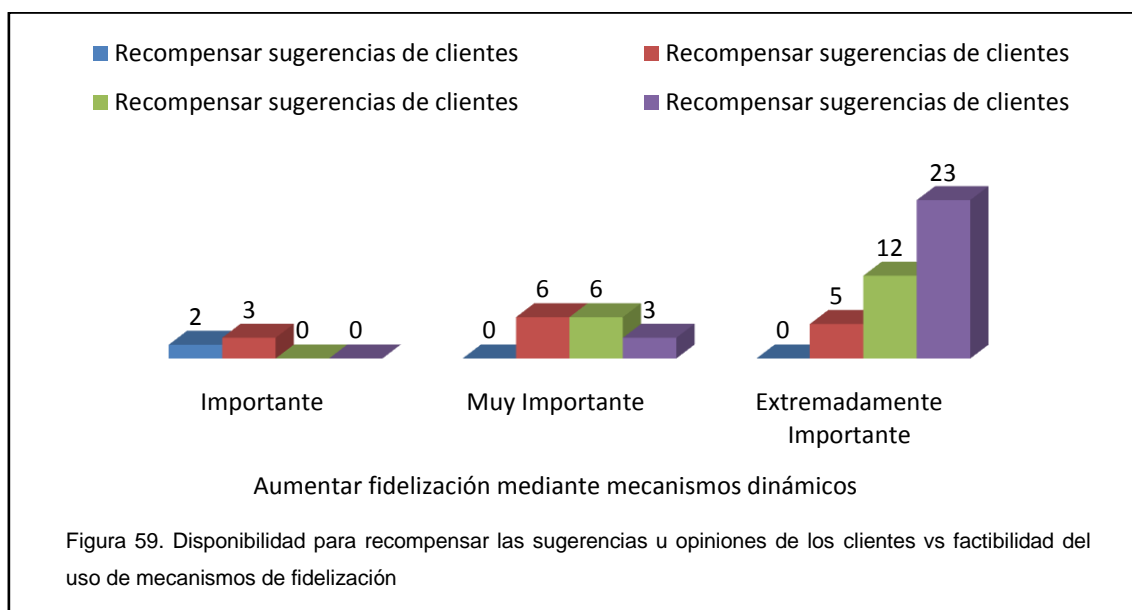 Recompensar sugerencias de clientes
Recompensar sugerencias de clientes
Recompensar sugerencias de clientes
Recompensar sugerencias de clientes
2 3 0 0
0 6 6 3
0 5 12 23
Importante
Muy Importante
Extremadamente
Importante
Aumentar fidelización mediante mecanismos dinámicos
Figura 59. Disponibilidad para recompensar las sugerencias u opiniones de los clientes vs factibilidad del
uso de mecanismos de fidelización